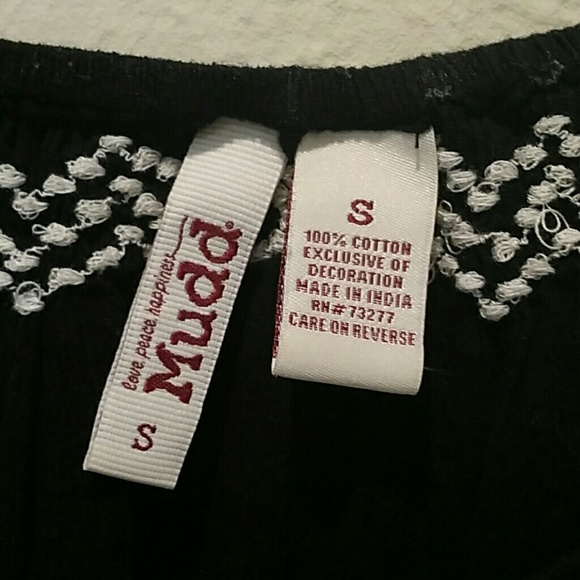 love, peace, happiness
Mudd®
S
S
100% COTTON
EXCLUSIVE OF
DECORATION
MADE IN INDIA
RN# 73277
CARE ON REVERSE